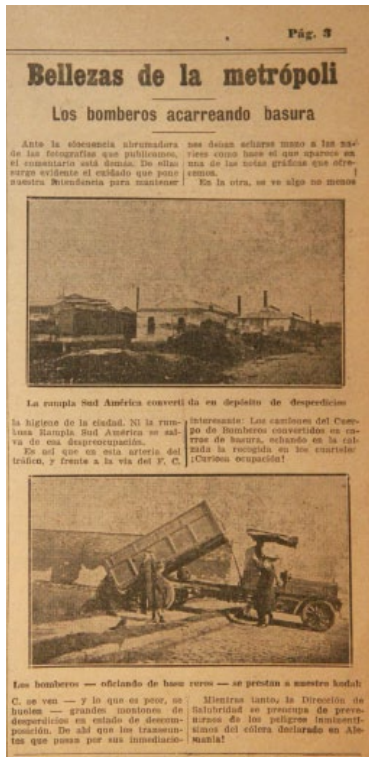 Pág. 3
Bellezas de la metrópoli
Los bomberos acarreando basura
Ante la elocuencia abrumadora
de las fotografías que publicamos,
el comentario está demás. De ellas
surge evidente el cuidado que pone
nuestra Intendencia para mantener
nes deban echarse mano a las na-
rices como hace el que aparece en
una de las notas gráficas que ofre-
cemos.
En la otra, se ve algo no menos
La rampla Sud América convertida en depósito de desperdicios
la higiene de la ciudad. Ni la rum-
bosa Rampla Sud América se sal-
va de esa despreocupación.
Es así que en esta arteria del
tráfico, y frente a la vía del F. C.
interesante: Los camiones del Cuer-
po de Bomberos convertidos en ca-
rros de basura, echando en la cal-
zada la recogida en los cuarteles.
¡Curiosa ocupación!
Los bomberos — oficiando de basureros — se prestan a nuestro kodak
C. se ven — y lo que es peor, se
huelen — grandes montones de
desperdicios en estado de descom-
posición. De ahí que los transeun-
tes que pasan por sus inmediacio-
Mientras tanto, la Dirección de
Salubridad se preocupa de preve-
nirnos de los peligros inminentí-
simos del cólera declarado en Ale-
mania!